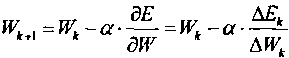 W_{k+1} = W_k − α · ∂E/∂W = W_k − α · ΔE_k/ΔW_k